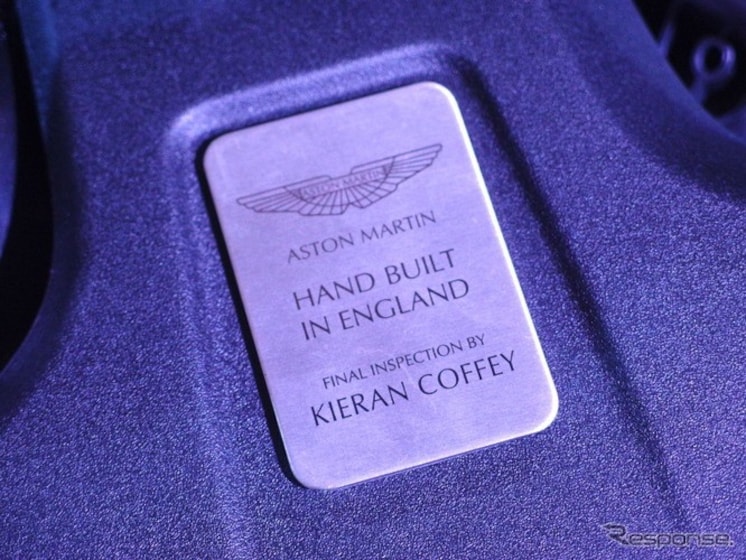 ASTON MARTIN
ASTON MARTIN
HAND BUILT
IN ENGLAND
FINAL INSPECTION BY
KIERAN COFFEY
Response.